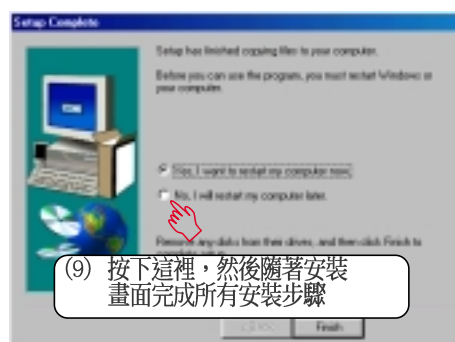 Setup Complete
Setup has finished copying files to your computer.
Before you can use the program, you must restart Windows or
your computer.
Yes, I want to restart my computer now.
No, I will restart my computer later.
Remove any disks from their drives, and then click Finish to
complete setup.
(9) 按下這裡，然後隨著安裝
畫面完成所有安裝步驟
< Back
Finish